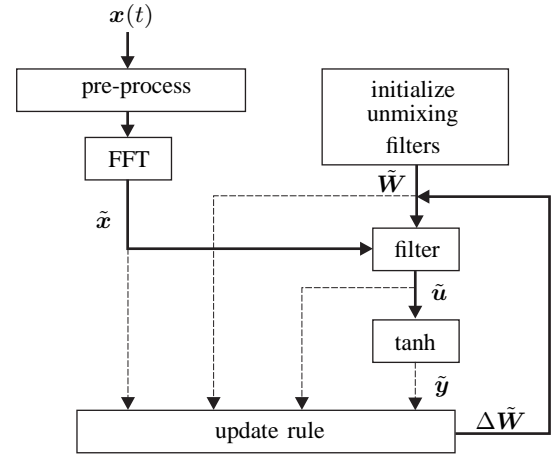 x(t)
pre-process
initialize
unmixing
filters
FFT
W̃
x̃
filter
ũ
tanh
ỹ
update rule
ΔW̃